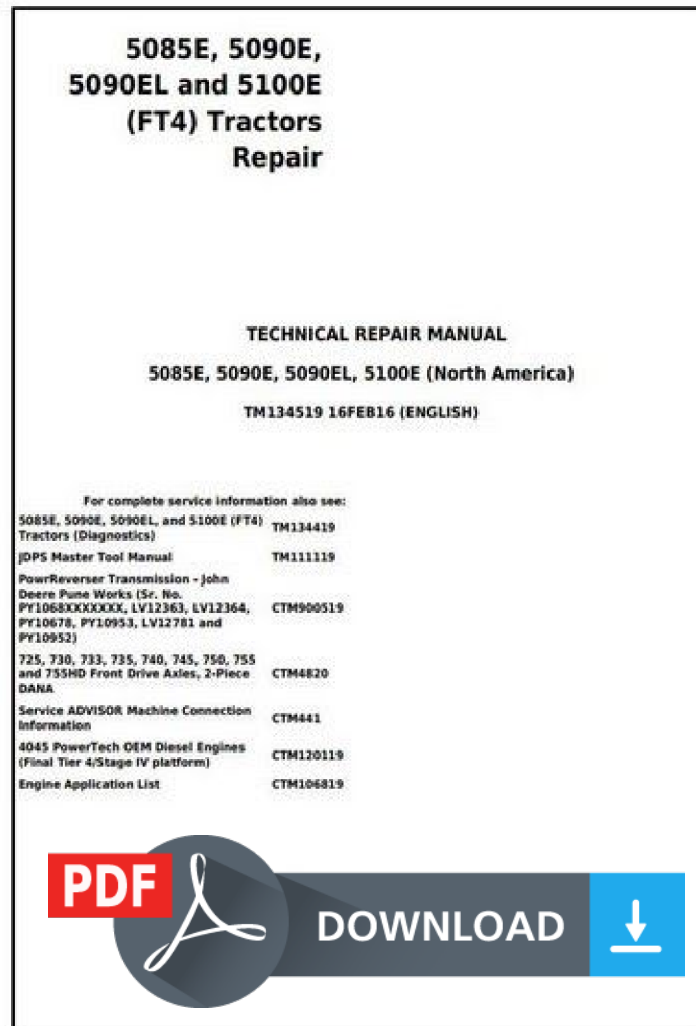 5085E, 5090E,
5090EL and 5100E
(FT4) Tractors
Repair
TECHNICAL REPAIR MANUAL
5085E, 5090E, 5090EL, 5100E (North America)
TM134519 16FEB16 (ENGLISH)
For complete service information also see:
5085E, 5090E, 5090EL, and 5100E (FT4)
Tractors (Diagnostics)
TM134419
JDPS Master Tool Manual
TM111119
PowrReverser Transmission - John
Deere Pune Works (Sr. No.
PY1068XXXXXXX, LV12363, LV12364,
PY10678, PY10953, LV12781 and
PY10952)
CTM900519
725, 730, 733, 735, 740, 745, 750, 755
and 755HD Front Drive Axles, 2-Piece
DANA
CTM4820
Service ADVISOR Machine Connection
Information
CTM441
4045 PowerTech OEM Diesel Engines
(Final Tier 4/Stage IV platform)
CTM120119
Engine Application List
CTM106819
PDF
DOWNLOAD